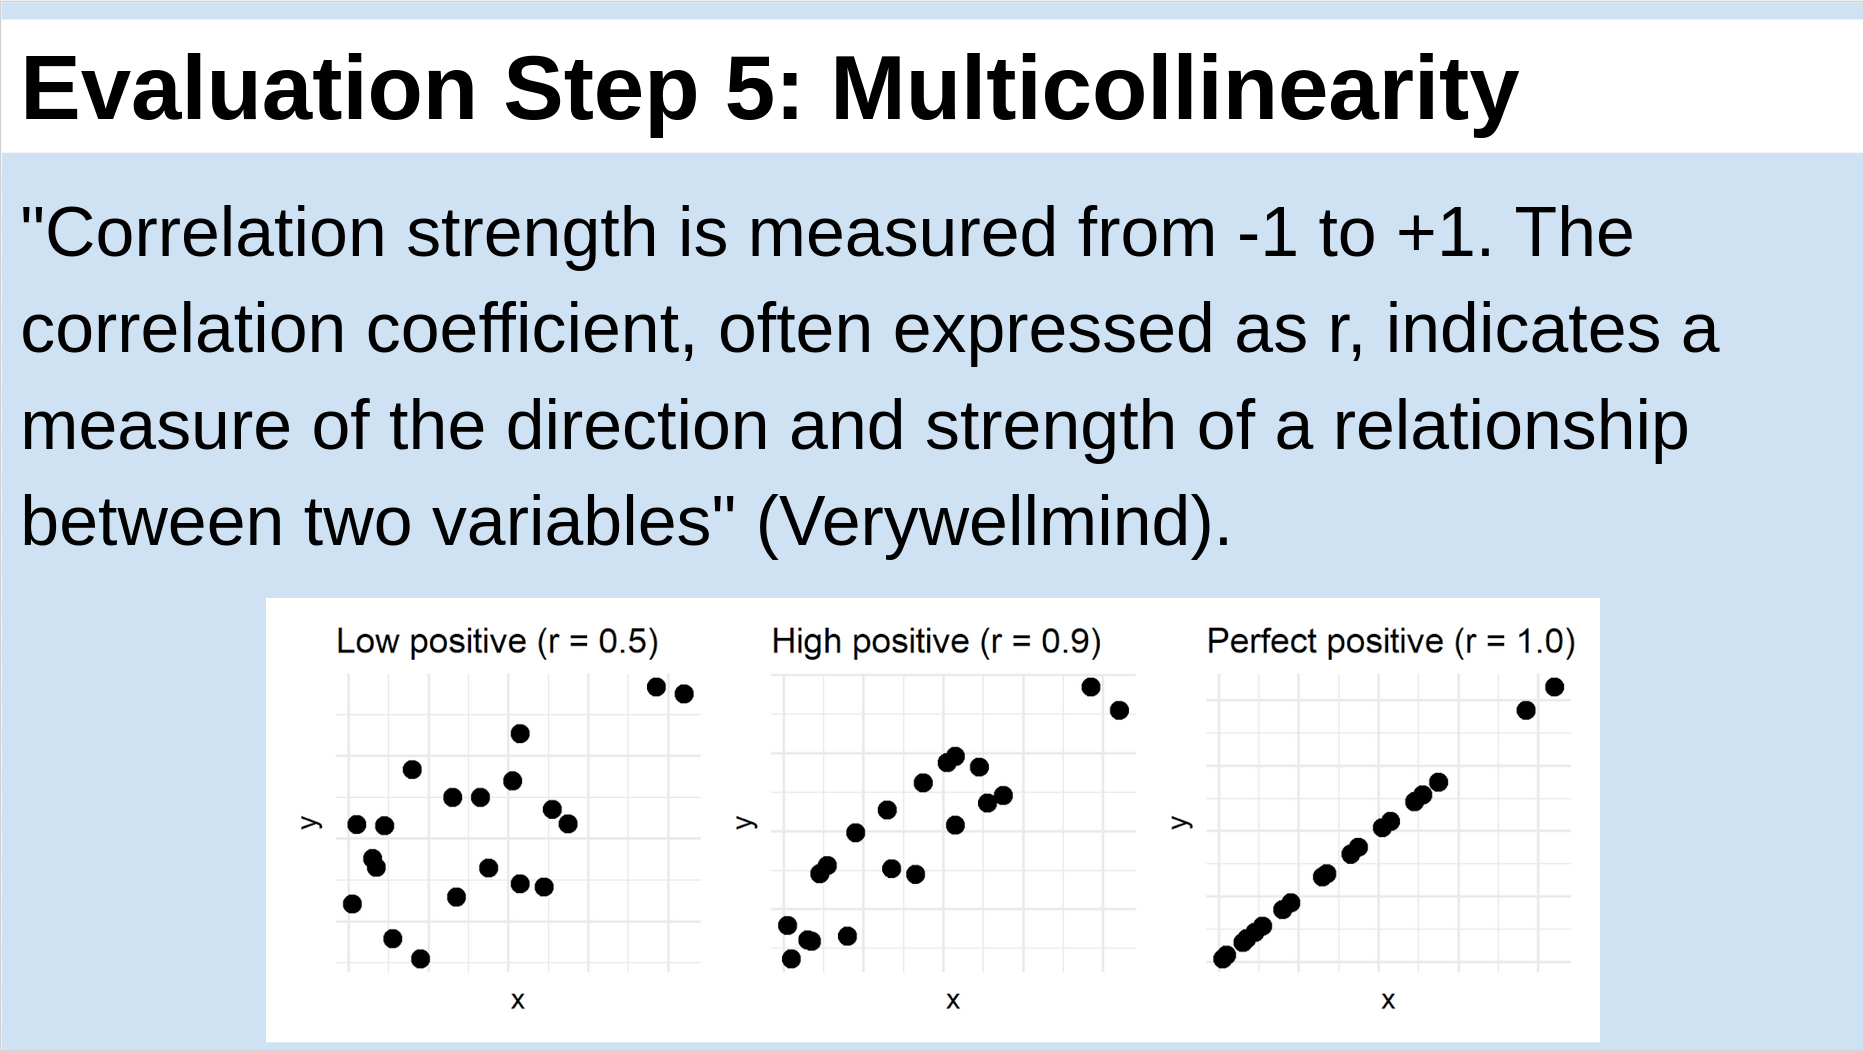 Evaluation Step 5: Multicollinearity
"Correlation strength is measured from -1 to +1. The
correlation coefficient, often expressed as r, indicates a
measure of the direction and strength of a relationship
between two variables" (Verywellmind).
Low positive (r = 0.5)
y
x
High positive (r = 0.9)
y
x
Perfect positive (r = 1.0)
y
x